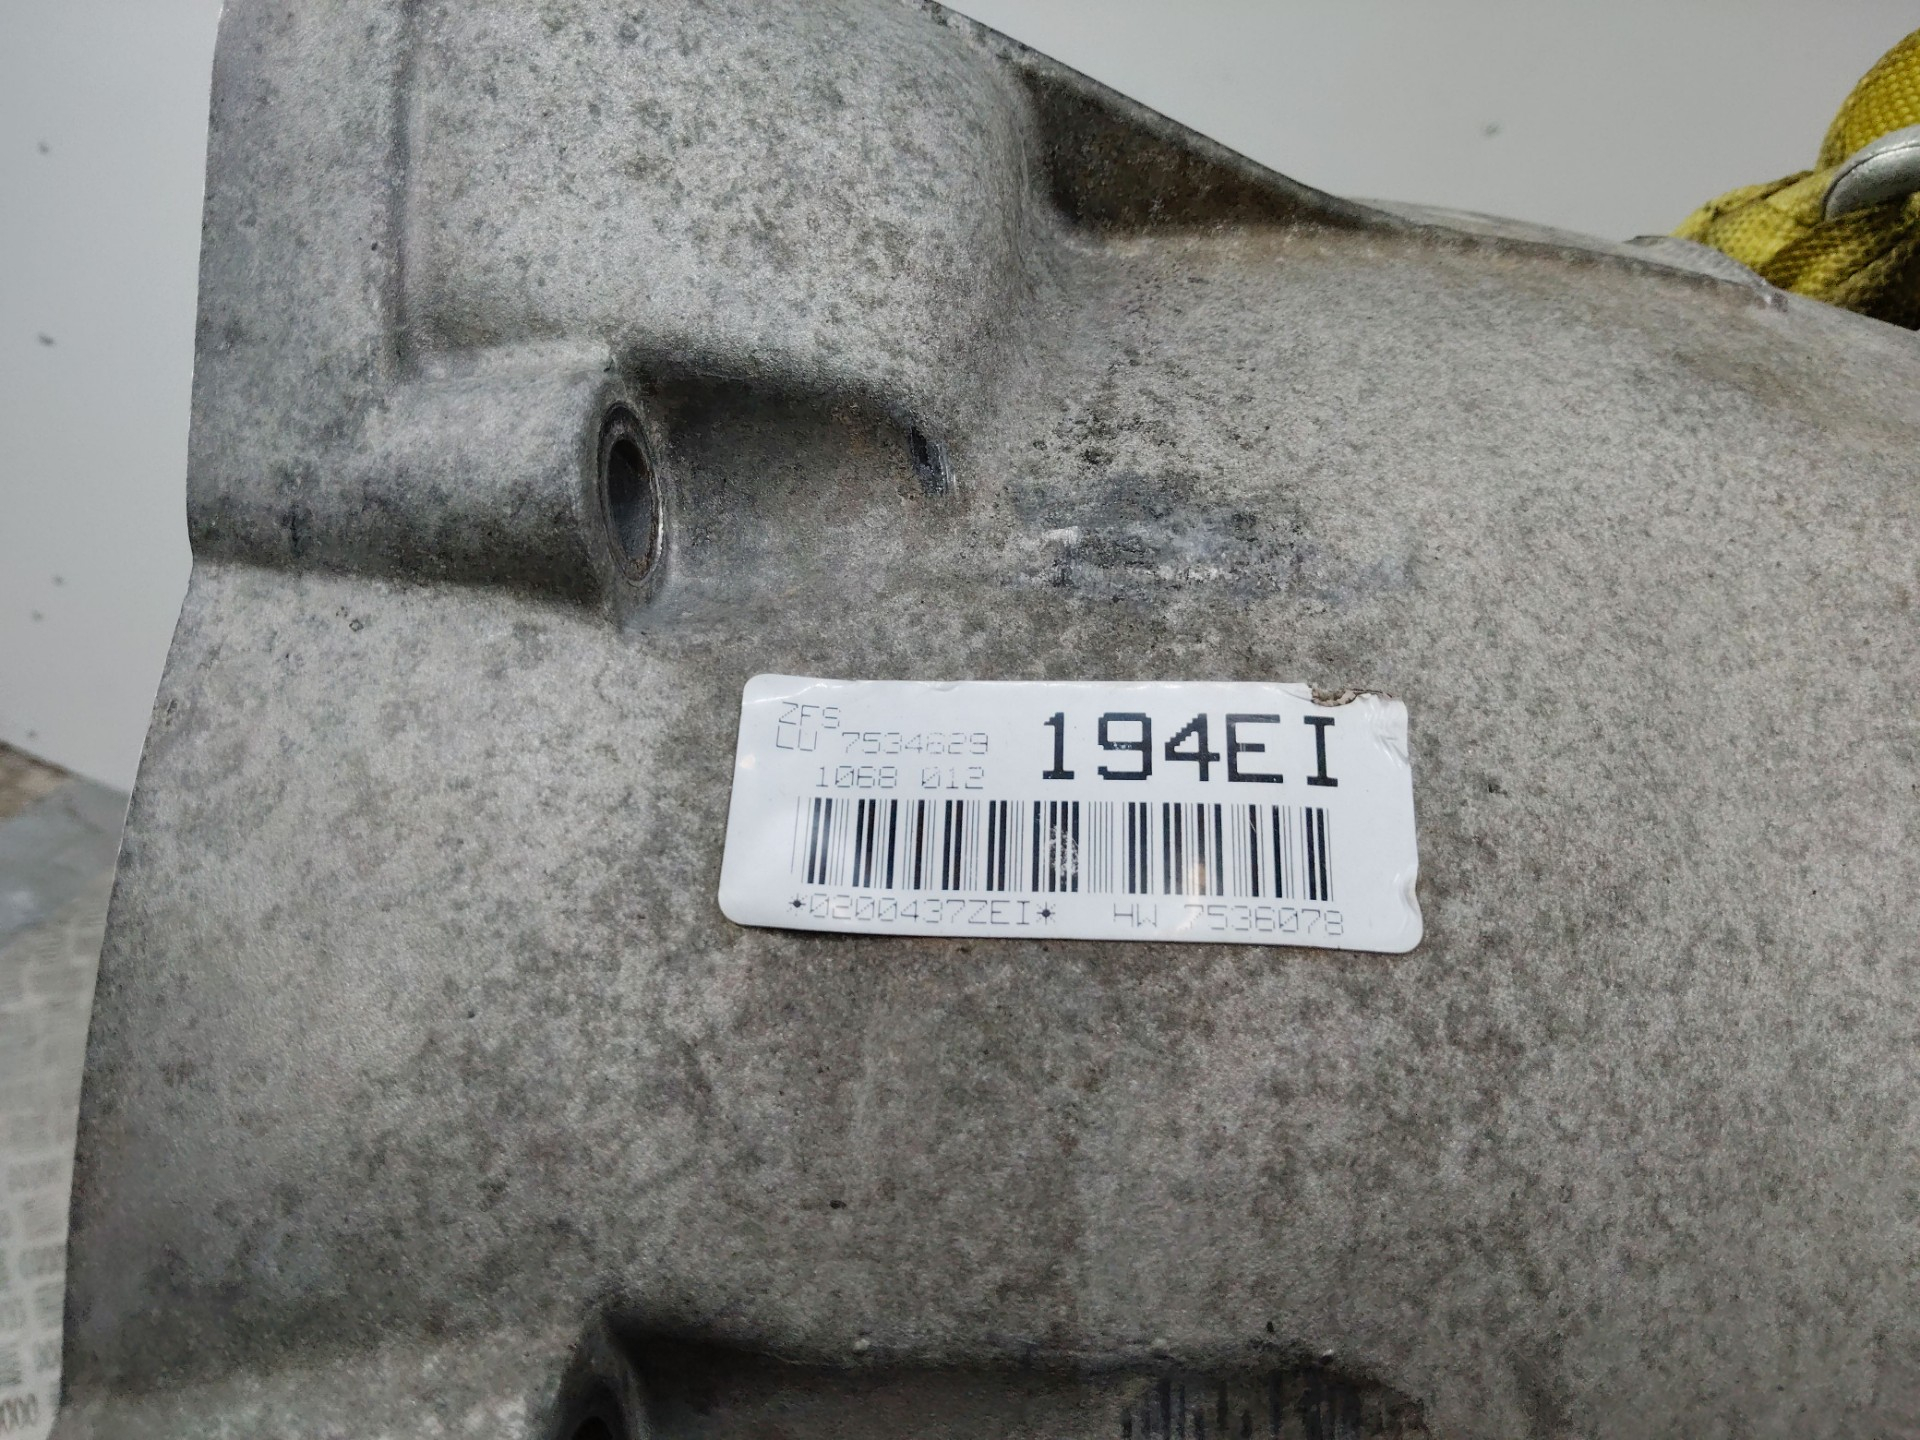 ZFS
LU 7534629
194EI
1068 012
*0200437ZEI* HW 7536078